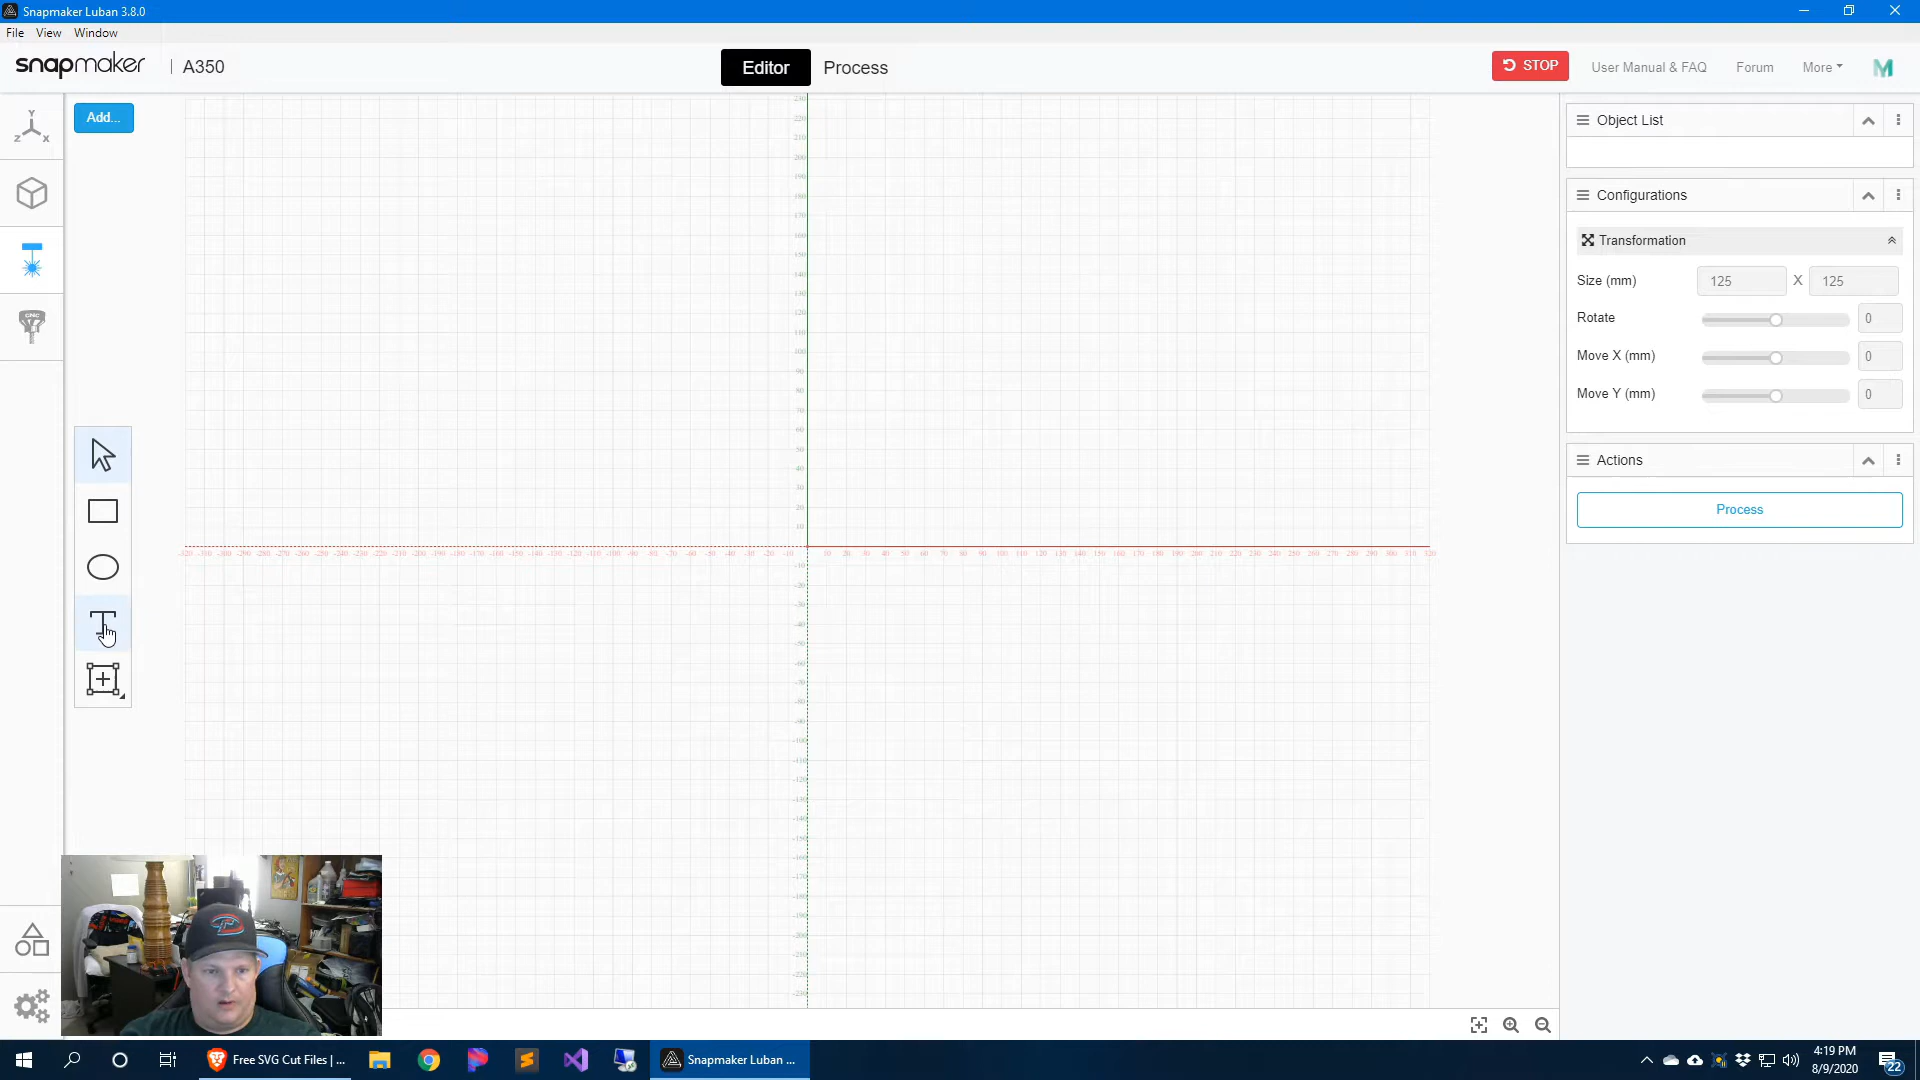 Snapmaker Luban 3.8.0
File View Window
snapmaker | A350
Editor Process
STOP User Manual & FAQ Forum More
Add...
Object List
Configurations
Transformation
Size (mm) 125 X 125
Rotate 0
Move X (mm) 0
Move Y (mm) 0
Actions
Process
Y
Z X
CNC
T
Free SVG Cut Files | ...
Snapmaker Luban ...
4:19 PM
8/9/2020
22